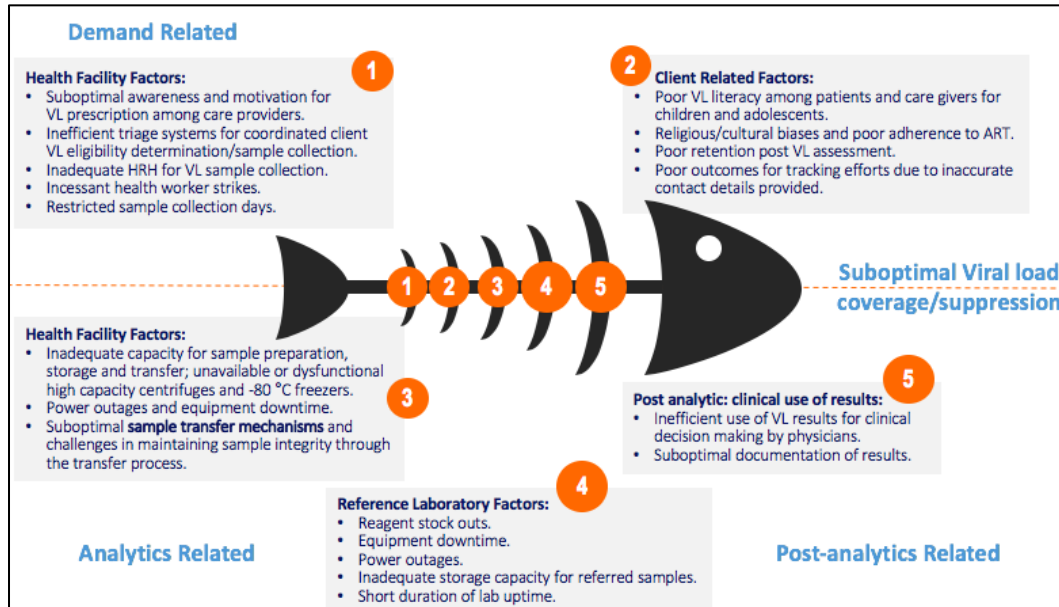 Demand Related
1
Health Facility Factors:
• Suboptimal awareness and motivation for
VL prescription among care providers.
• Inefficient triage systems for coordinated client
VL eligibility determination/sample collection.
• Inadequate HRH for VL sample collection.
• Incessant health worker strikes.
• Restricted sample collection days.
2
Client Related Factors:
• Poor VL literacy among patients and care givers for
children and adolescents.
• Religious/cultural biases and poor adherence to ART.
• Poor retention post VL assessment.
• Poor outcomes for tracking efforts due to inaccurate
contact details provided.
1 2 3 4 5
Suboptimal Viral load
coverage/suppression
Health Facility Factors:
• Inadequate capacity for sample preparation,
storage and transfer; unavailable or dysfunctional
high capacity centrifuges and -80 °C freezers.
• Power outages and equipment downtime.
• Suboptimal sample transfer mechanisms and
challenges in maintaining sample integrity through
the transfer process.
3
5
Post analytic: clinical use of results:
• Inefficient use of VL results for clinical
decision making by physicians.
• Suboptimal documentation of results.
4
Reference Laboratory Factors:
• Reagent stock outs.
• Equipment downtime.
• Power outages.
• Inadequate storage capacity for referred samples.
• Short duration of lab uptime.
Analytics Related
Post-analytics Related